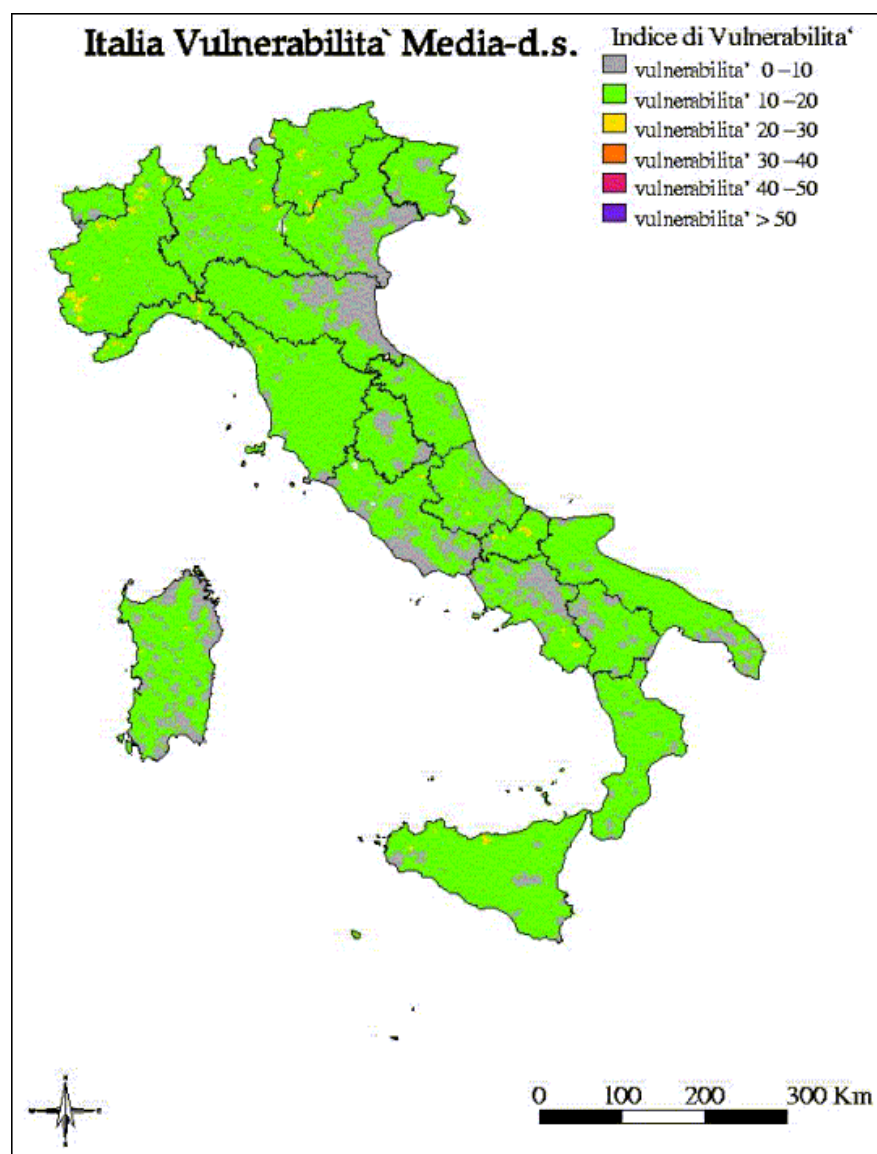 Italia Vulnerabilita` Media-d.s.
Indice di Vulnerabilita‘
vulnerabilita’ 0 –10
vulnerabilita’ 10 –20
vulnerabilita’ 20 –30
vulnerabilita’ 30 –40
vulnerabilita’ 40 –50
vulnerabilita’ > 50
0 100 200 300 Km